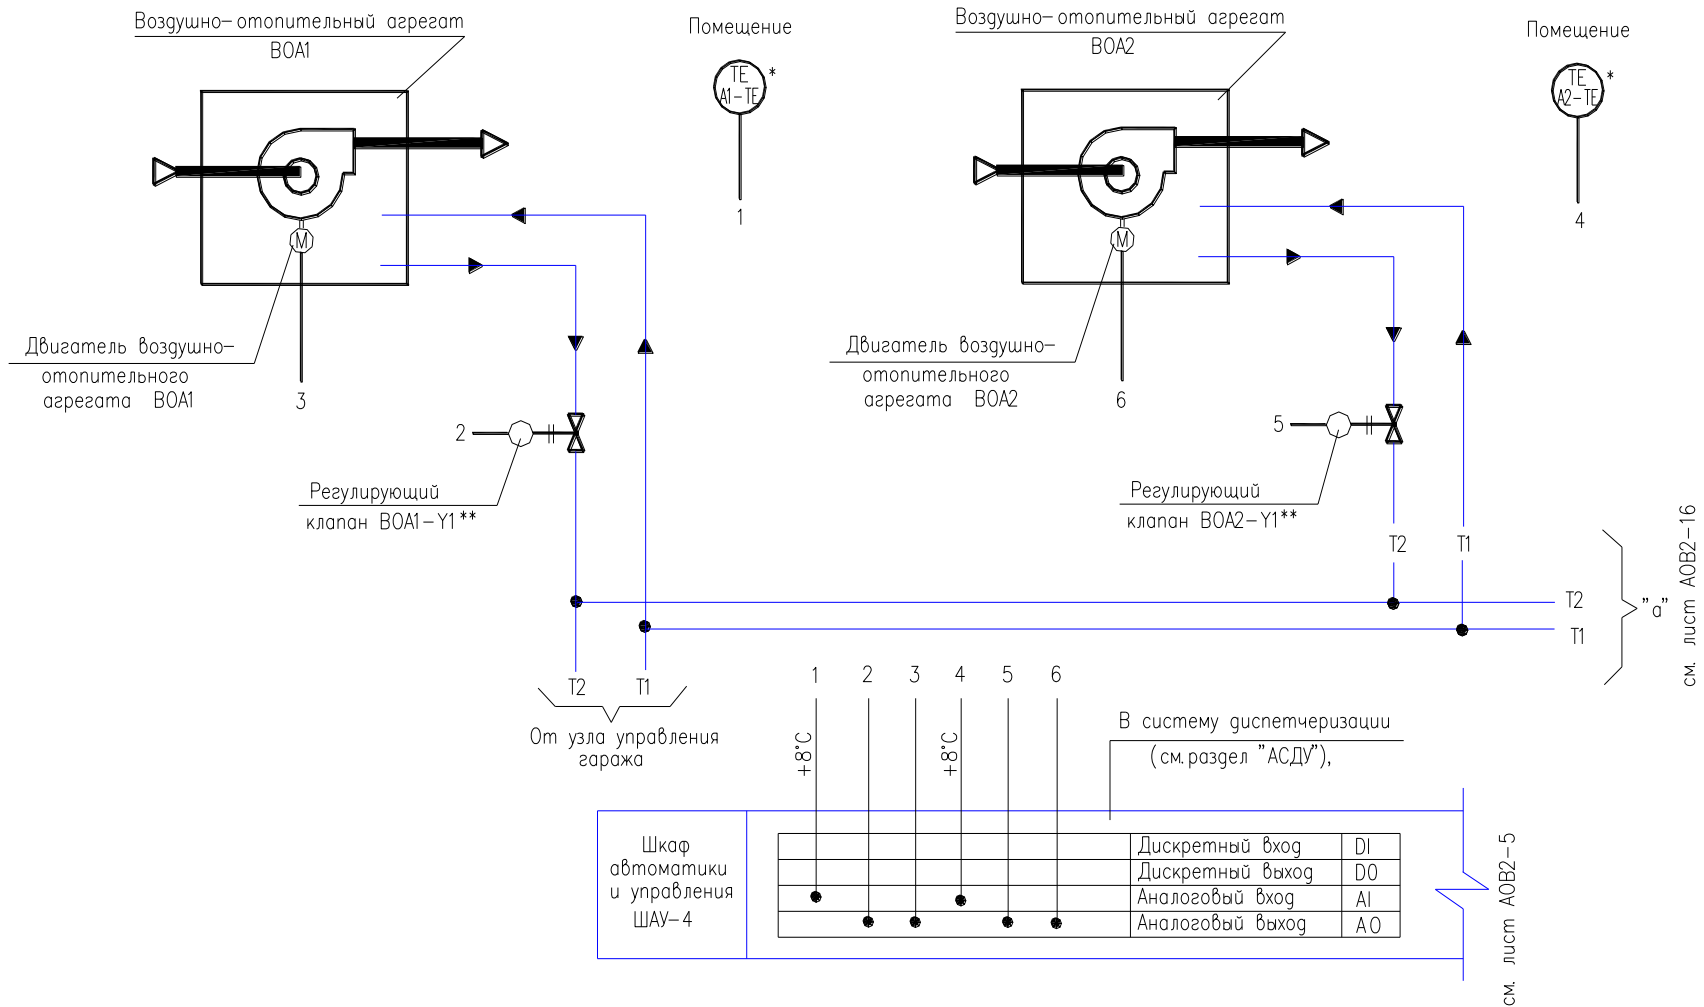 Воздушно-отопительный агрегат
ВОА1
Помещение
TE *
A1-TE
1
Воздушно-отопительный агрегат
ВОА2
Помещение
TE *
A2-TE
4
M
M
Двигатель воздушно-
отопительного
агрегата ВОА1
3
Двигатель воздушно-
отопительного
агрегата ВОА2
6
2
Регулирующий
клапан ВОА1-Y1**
5
Регулирующий
клапан ВОА2-Y1**
T2
T1
T2
T1
"а"
см. лист АОВ2-16
T2
T1
От узла управления
гаража
1 2 3 4 5 6
+8°C
+8°C
В систему диспетчеризации
(см.раздел "АСДУ"),
Шкаф
автоматики
и управления
ШАУ-4
Дискретный вход DI
Дискретный выход DO
Аналоговый вход AI
Аналоговый выход AO
см. лист АОВ2-5